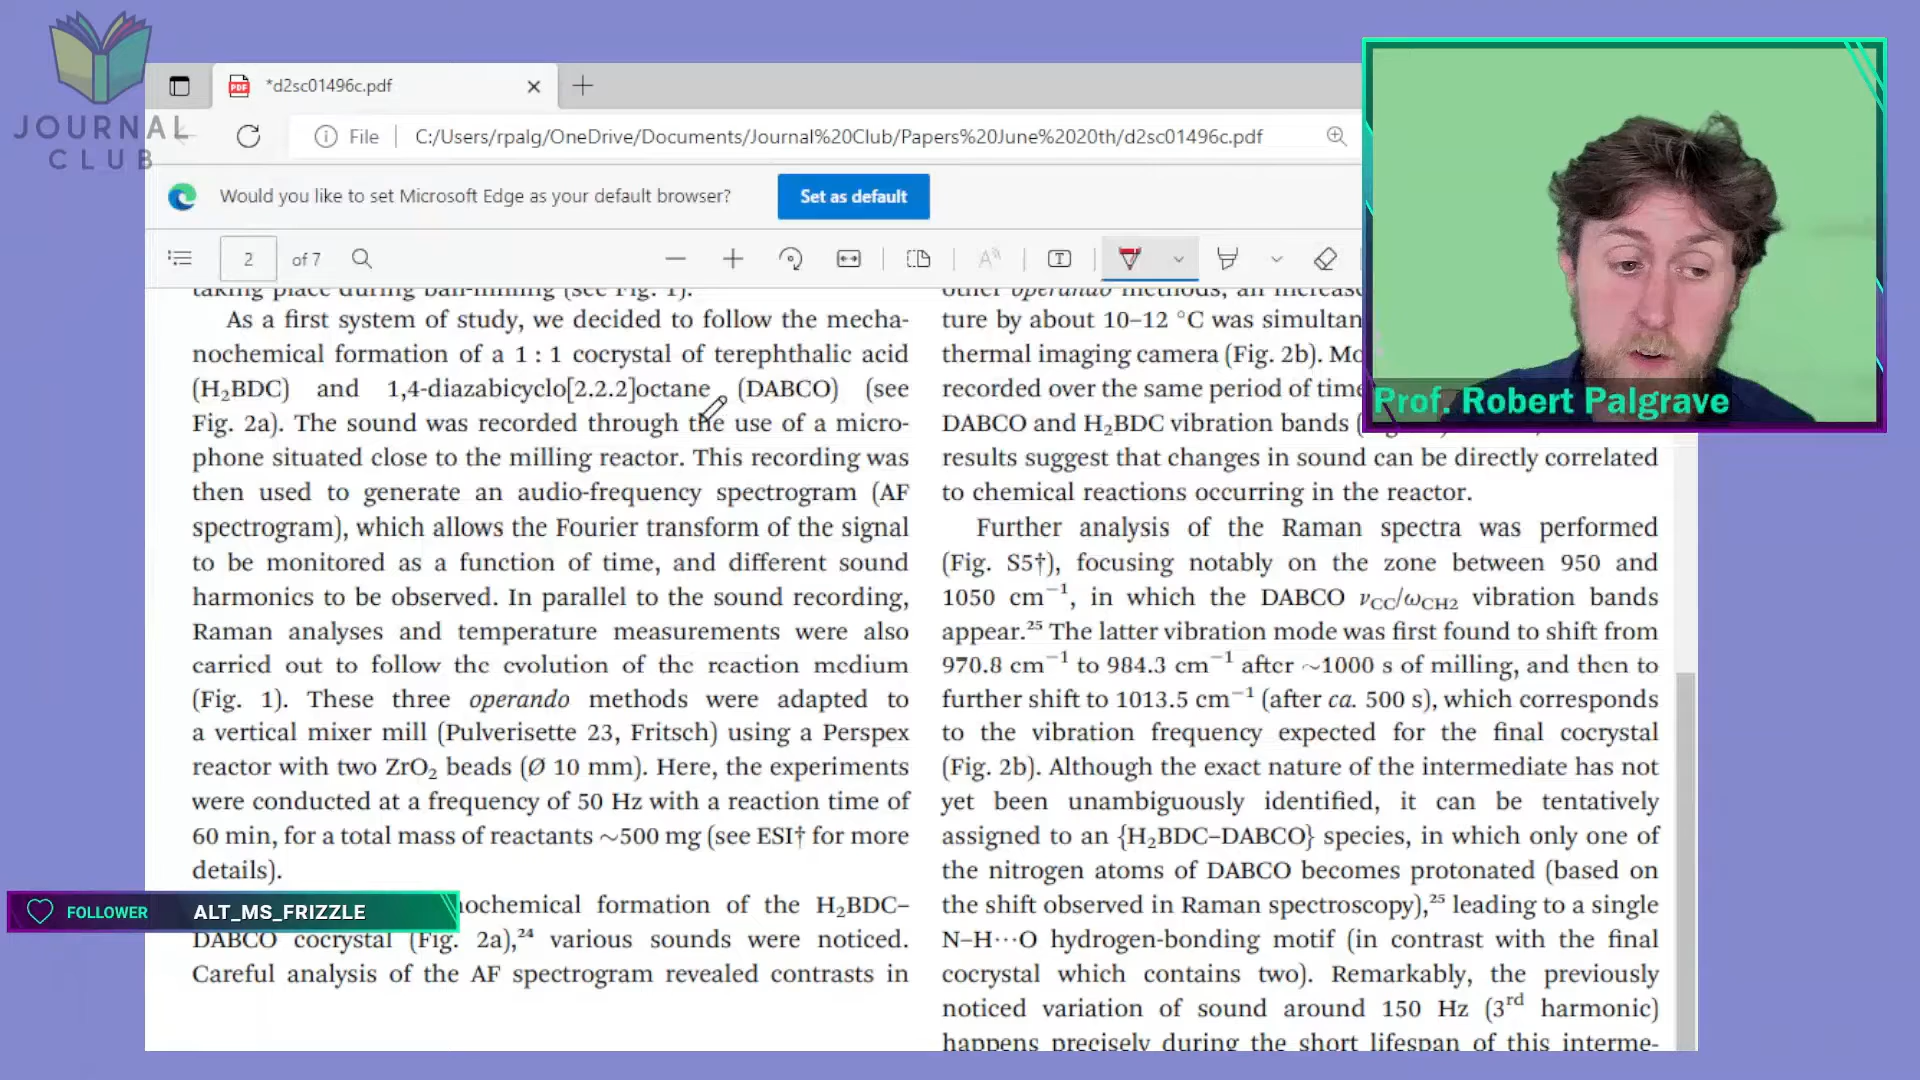 JOURNAL
CLUB
*d2sc01496c.pdf
File
C:/Users/rpalg/OneDrive/Documents/Journal%20Club/Papers%20June%2020th/d2sc01496c.pdf
Would you like to set Microsoft Edge as your default browser?
Set as default
2 of 7
Prof. Robert Palgrave
taking place during ball-milling (see Fig. 1).
As a first system of study, we decided to follow the mecha-
nochemical formation of a 1 : 1 cocrystal of terephthalic acid
(H₂BDC) and 1,4-diazabicyclo[2.2.2]octane (DABCO) (see
Fig. 2a). The sound was recorded through the use of a micro-
phone situated close to the milling reactor. This recording was
then used to generate an audio-frequency spectrogram (AF
spectrogram), which allows the Fourier transform of the signal
to be monitored as a function of time, and different sound
harmonics to be observed. In parallel to the sound recording,
Raman analyses and temperature measurements were also
carried out to follow the evolution of the reaction medium
(Fig. 1). These three operando methods were adapted to
a vertical mixer mill (Pulverisette 23, Fritsch) using a Perspex
reactor with two ZrO₂ beads (Ø 10 mm). Here, the experiments
were conducted at a frequency of 50 Hz with a reaction time of
60 min, for a total mass of reactants ~500 mg (see ESI† for more
details).
ochemical formation of the H₂BDC–
DABCO cocrystal (Fig. 2a),²⁴ various sounds were noticed.
Careful analysis of the AF spectrogram revealed contrasts in
other operando methods, an increase
ture by about 10–12 °C was simultan
thermal imaging camera (Fig. 2b). Mo
recorded over the same period of time
DABCO and H₂BDC vibration bands
results suggest that changes in sound can be directly correlated
to chemical reactions occurring in the reactor.
Further analysis of the Raman spectra was performed
(Fig. S5†), focusing notably on the zone between 950 and
1050 cm⁻¹, in which the DABCO νCC/ωCH2 vibration bands
appear.²⁵ The latter vibration mode was first found to shift from
970.8 cm⁻¹ to 984.3 cm⁻¹ after ~1000 s of milling, and then to
further shift to 1013.5 cm⁻¹ (after ca. 500 s), which corresponds
to the vibration frequency expected for the final cocrystal
(Fig. 2b). Although the exact nature of the intermediate has not
yet been unambiguously identified, it can be tentatively
assigned to an {H₂BDC–DABCO} species, in which only one of
the nitrogen atoms of DABCO becomes protonated (based on
the shift observed in Raman spectroscopy),²⁵ leading to a single
N–H···O hydrogen-bonding motif (in contrast with the final
cocrystal which contains two). Remarkably, the previously
noticed variation of sound around 150 Hz (3rd harmonic)
happens precisely during the short lifespan of this interme-
FOLLOWER ALT_MS_FRIZZLE